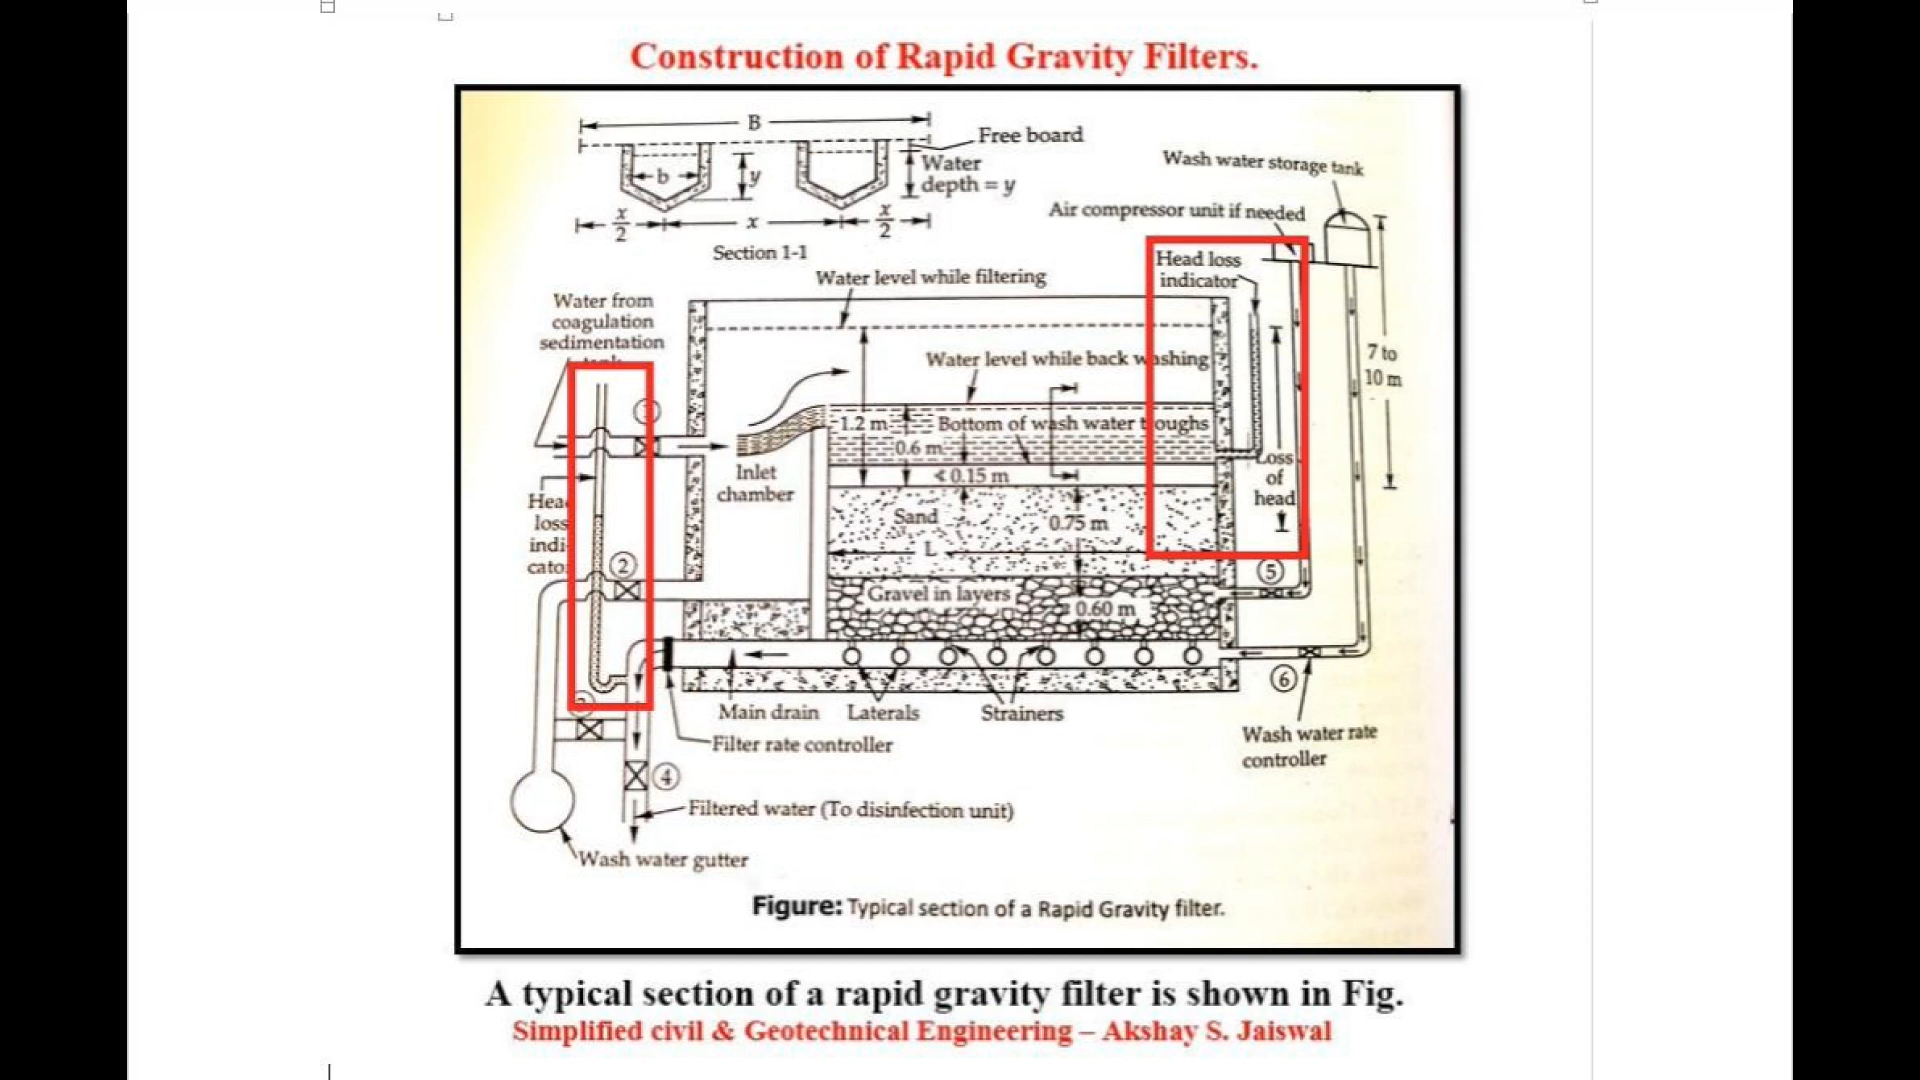 Construction of Rapid Gravity Filters.
B
Free board
Water
depth = y
b
y
x
2
x
x
2
Section 1-1
Wash water storage tank
Air compressor unit if needed
Head loss
indicator
Water level while filtering
Water from
coagulation
sedimentation
Water level while back washing
7 to
10 m
1
1.2 m
Bottom of wash water troughs
0.6 m
Inlet
chamber
∢ 0.15 m
Loss
of
head
Head
loss
indi-
cator
Sand
0.75 m
L
2
5
Gravel in layers
0.60 m
6
Main drain
Laterals
Strainers
Filter rate controller
Wash water rate
controller
4
Filtered water (To disinfection unit)
Wash water gutter
Figure: Typical section of a Rapid Gravity filter.
A typical section of a rapid gravity filter is shown in Fig.
Simplified civil & Geotechnical Engineering – Akshay S. Jaiswal